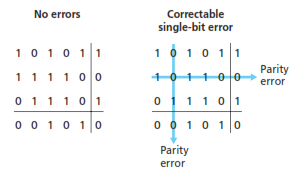 No errors
1 0 1 0 1 1
1 1 1 1 0 0
0 1 1 1 0 1
0 0 1 0 1 0
Correctable
single-bit error
1 0 1 0 1 1
1 0 1 1 0 0
0 1 1 1 0 1
0 0 1 0 1 0
Parity
error
Parity
error